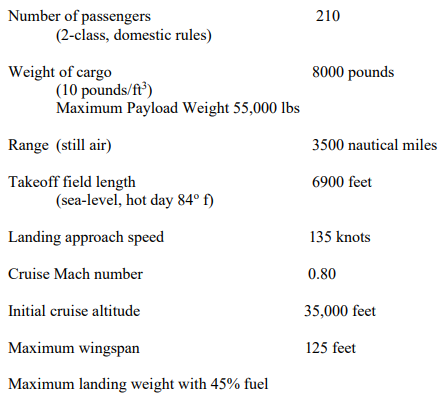 Number of passengers 210
(2-class, domestic rules)
Weight of cargo 8000 pounds
(10 pounds/ft³)
Maximum Payload Weight 55,000 lbs
Range (still air) 3500 nautical miles
Takeoff field length 6900 feet
(sea-level, hot day 84° f)
Landing approach speed 135 knots
Cruise Mach number 0.80
Initial cruise altitude 35,000 feet
Maximum wingspan 125 feet
Maximum landing weight with 45% fuel